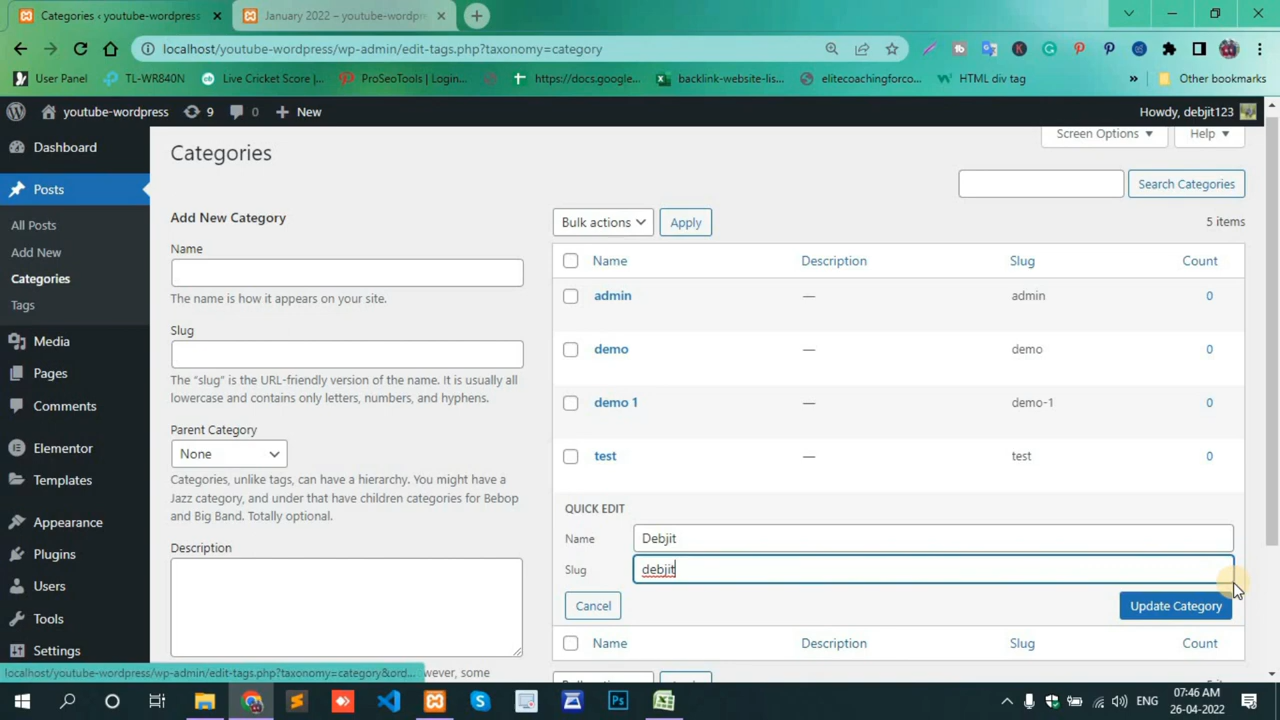 Categories ‹ youtube-wordpress
January 2022 – youtube-wordpr
localhost/youtube-wordpress/wp-admin/edit-tags.php?taxonomy=category
User Panel
TL-WR840N
Live Cricket Score |...
ProSeoTools | Login...
https://docs.google...
backlink-website-lis...
elitecoachingforco...
HTML div tag
»
Other bookmarks
youtube-wordpress
9
0
New
Howdy, debjit123
Dashboard
Posts
All Posts
Add New
Categories
Tags
Media
Pages
Comments
Elementor
Templates
Appearance
Plugins
Users
Tools
Settings
Screen Options
Help
Categories
Search Categories
Add New Category
Name
The name is how it appears on your site.
Slug
The “slug” is the URL-friendly version of the name. It is usually all
lowercase and contains only letters, numbers, and hyphens.
Parent Category
None
Categories, unlike tags, can have a hierarchy. You might have a
Jazz category, and under that have children categories for Bebop
and Big Band. Totally optional.
Description
wever, some
Bulk actions
Apply
5 items
Name Description Slug Count
admin — admin 0
demo — demo 0
demo 1 — demo-1 0
test — test 0
QUICK EDIT
Name Debjit
Slug debjit
Cancel
Update Category
Name Description Slug Count
localhost/youtube-wordpress/wp-admin/edit-tags.php?taxonomy=category&ord...
ENG
07:46 AM
26-04-2022